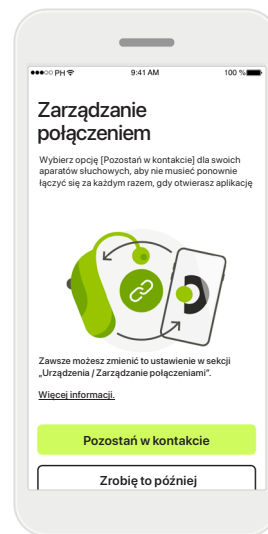 ●●●○○ PH 9:41 AM 100 %
Zarządzanie
połączeniem
Wybierz opcję [Pozostań w kontakcie] dla swoich
aparatów słuchowych, aby nie musieć ponownie
łączyć się za każdym razem, gdy otwierasz aplikację
Zawsze możesz zmienić to ustawienie w sekcji
„Urządzenia / Zarządzanie połączeniami”.
Więcej informacji.
Pozostań w kontakcie
Zrobię to później